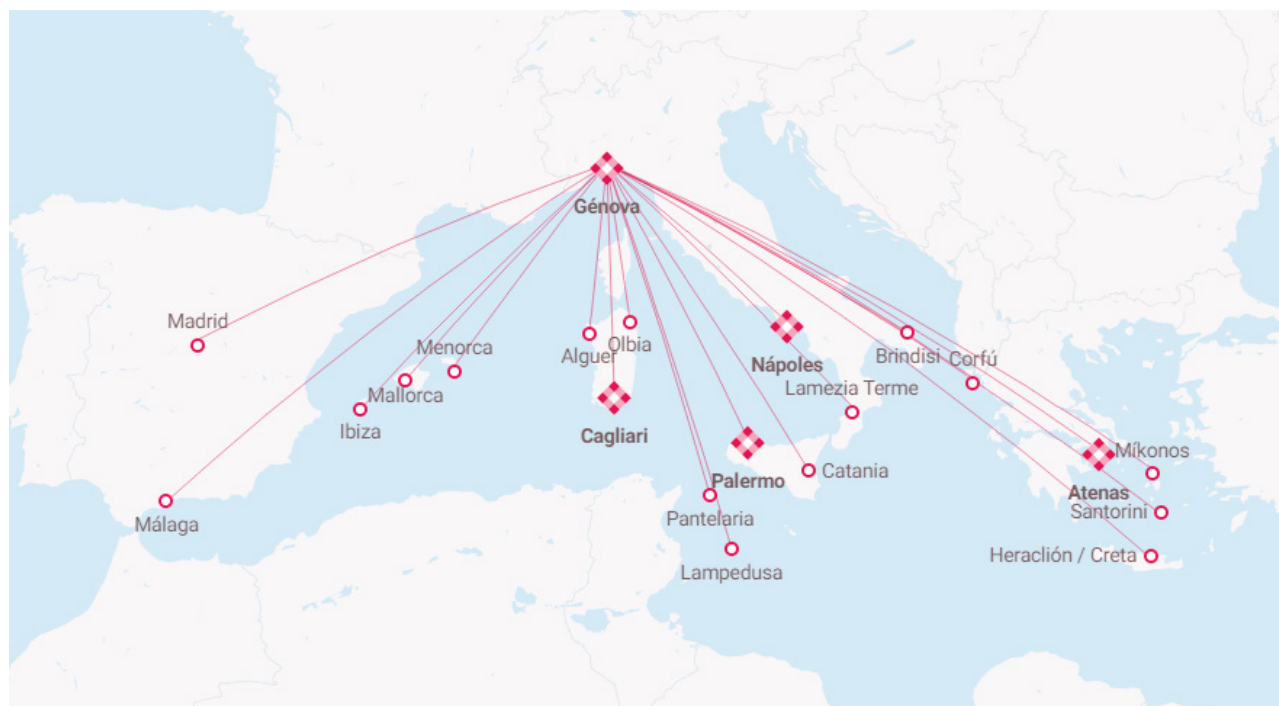 Génova
Madrid
Menorca
Alguer
Olbia
Nápoles
Brindisi
Corfú
Mallorca
Lamezia Terme
Ibiza
Cagliari
Míkonos
Palermo
Catania
Atenas
Santorini
Málaga
Pantelaria
Heraclión / Creta
Lampedusa